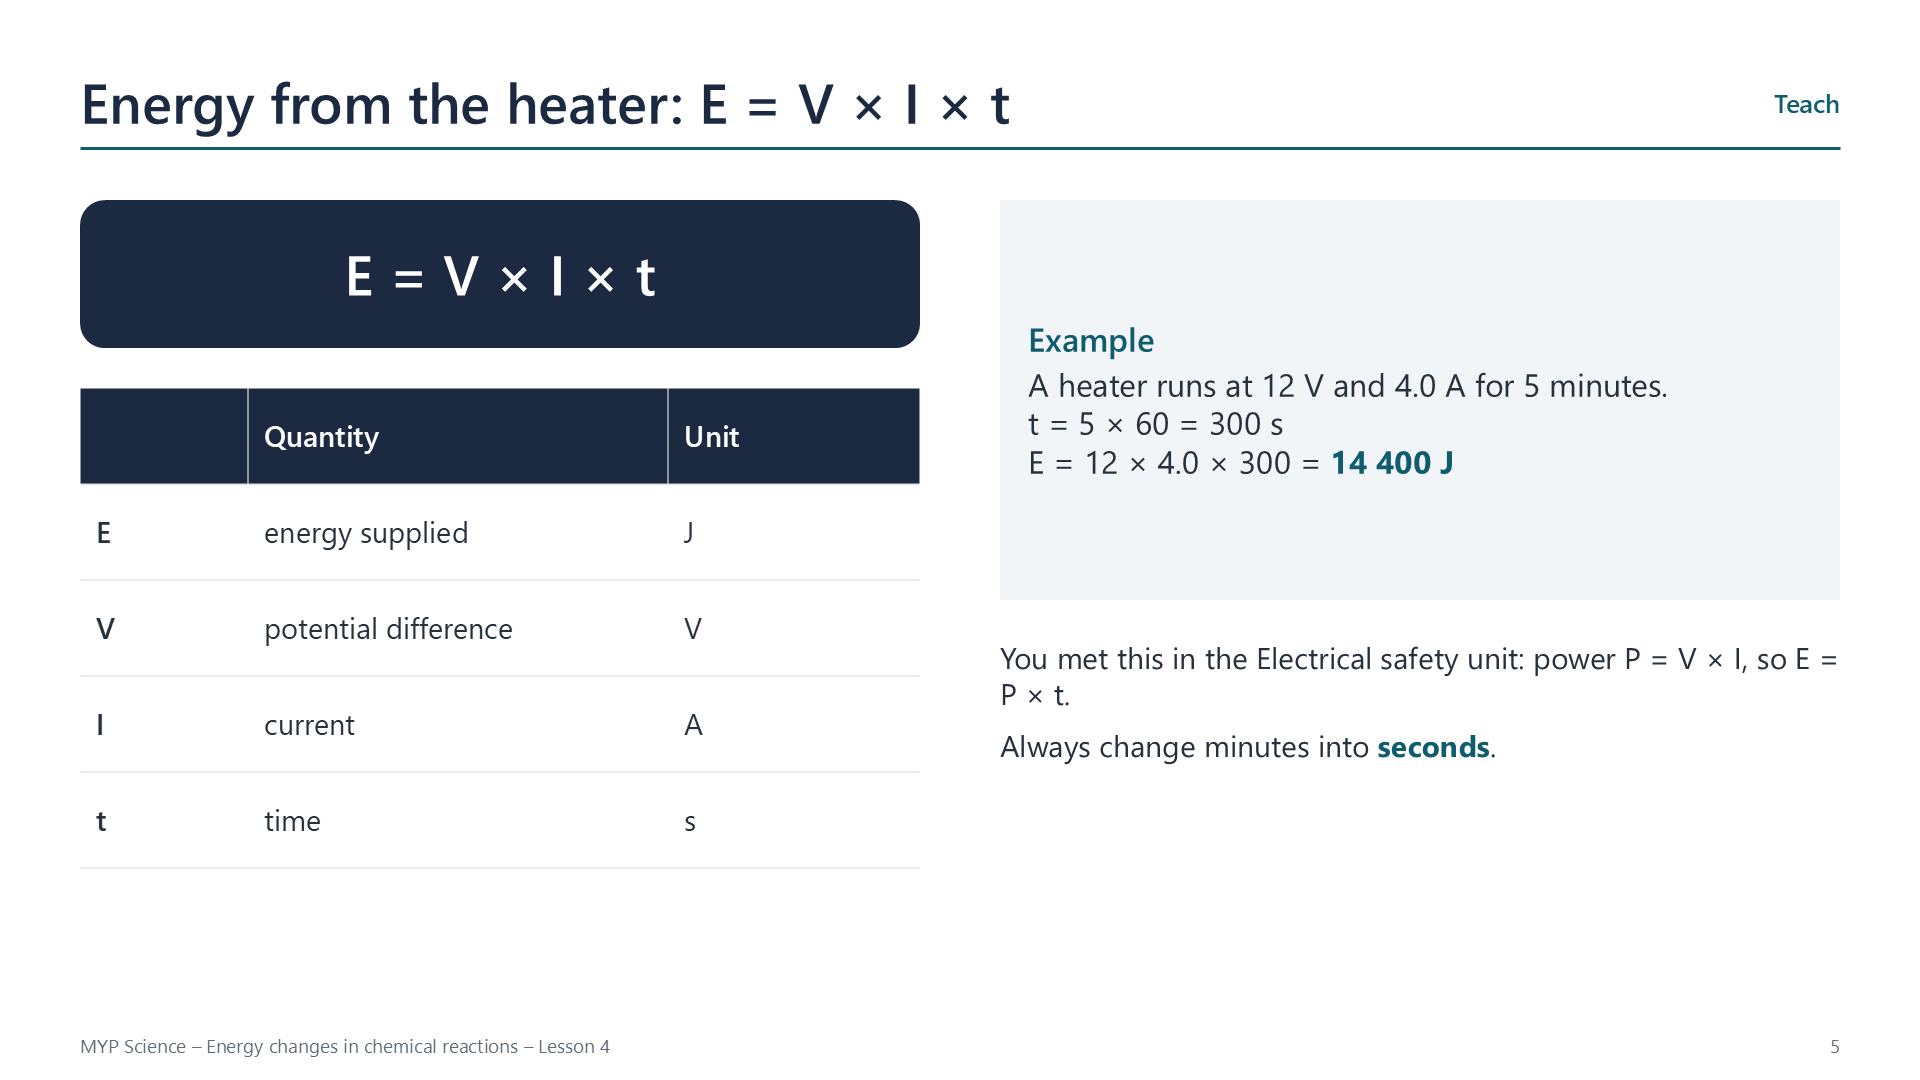 Energy from the heater: E = V × I × t
Teach
E = V × I × t
Quantity Unit
E energy supplied J
V potential difference V
I current A
t time s
Example
A heater runs at 12 V and 4.0 A for 5 minutes.
t = 5 × 60 = 300 s
E = 12 × 4.0 × 300 = 14 400 J
You met this in the Electrical safety unit: power P = V × I, so E =
P × t.
Always change minutes into seconds.
MYP Science – Energy changes in chemical reactions – Lesson 4
5